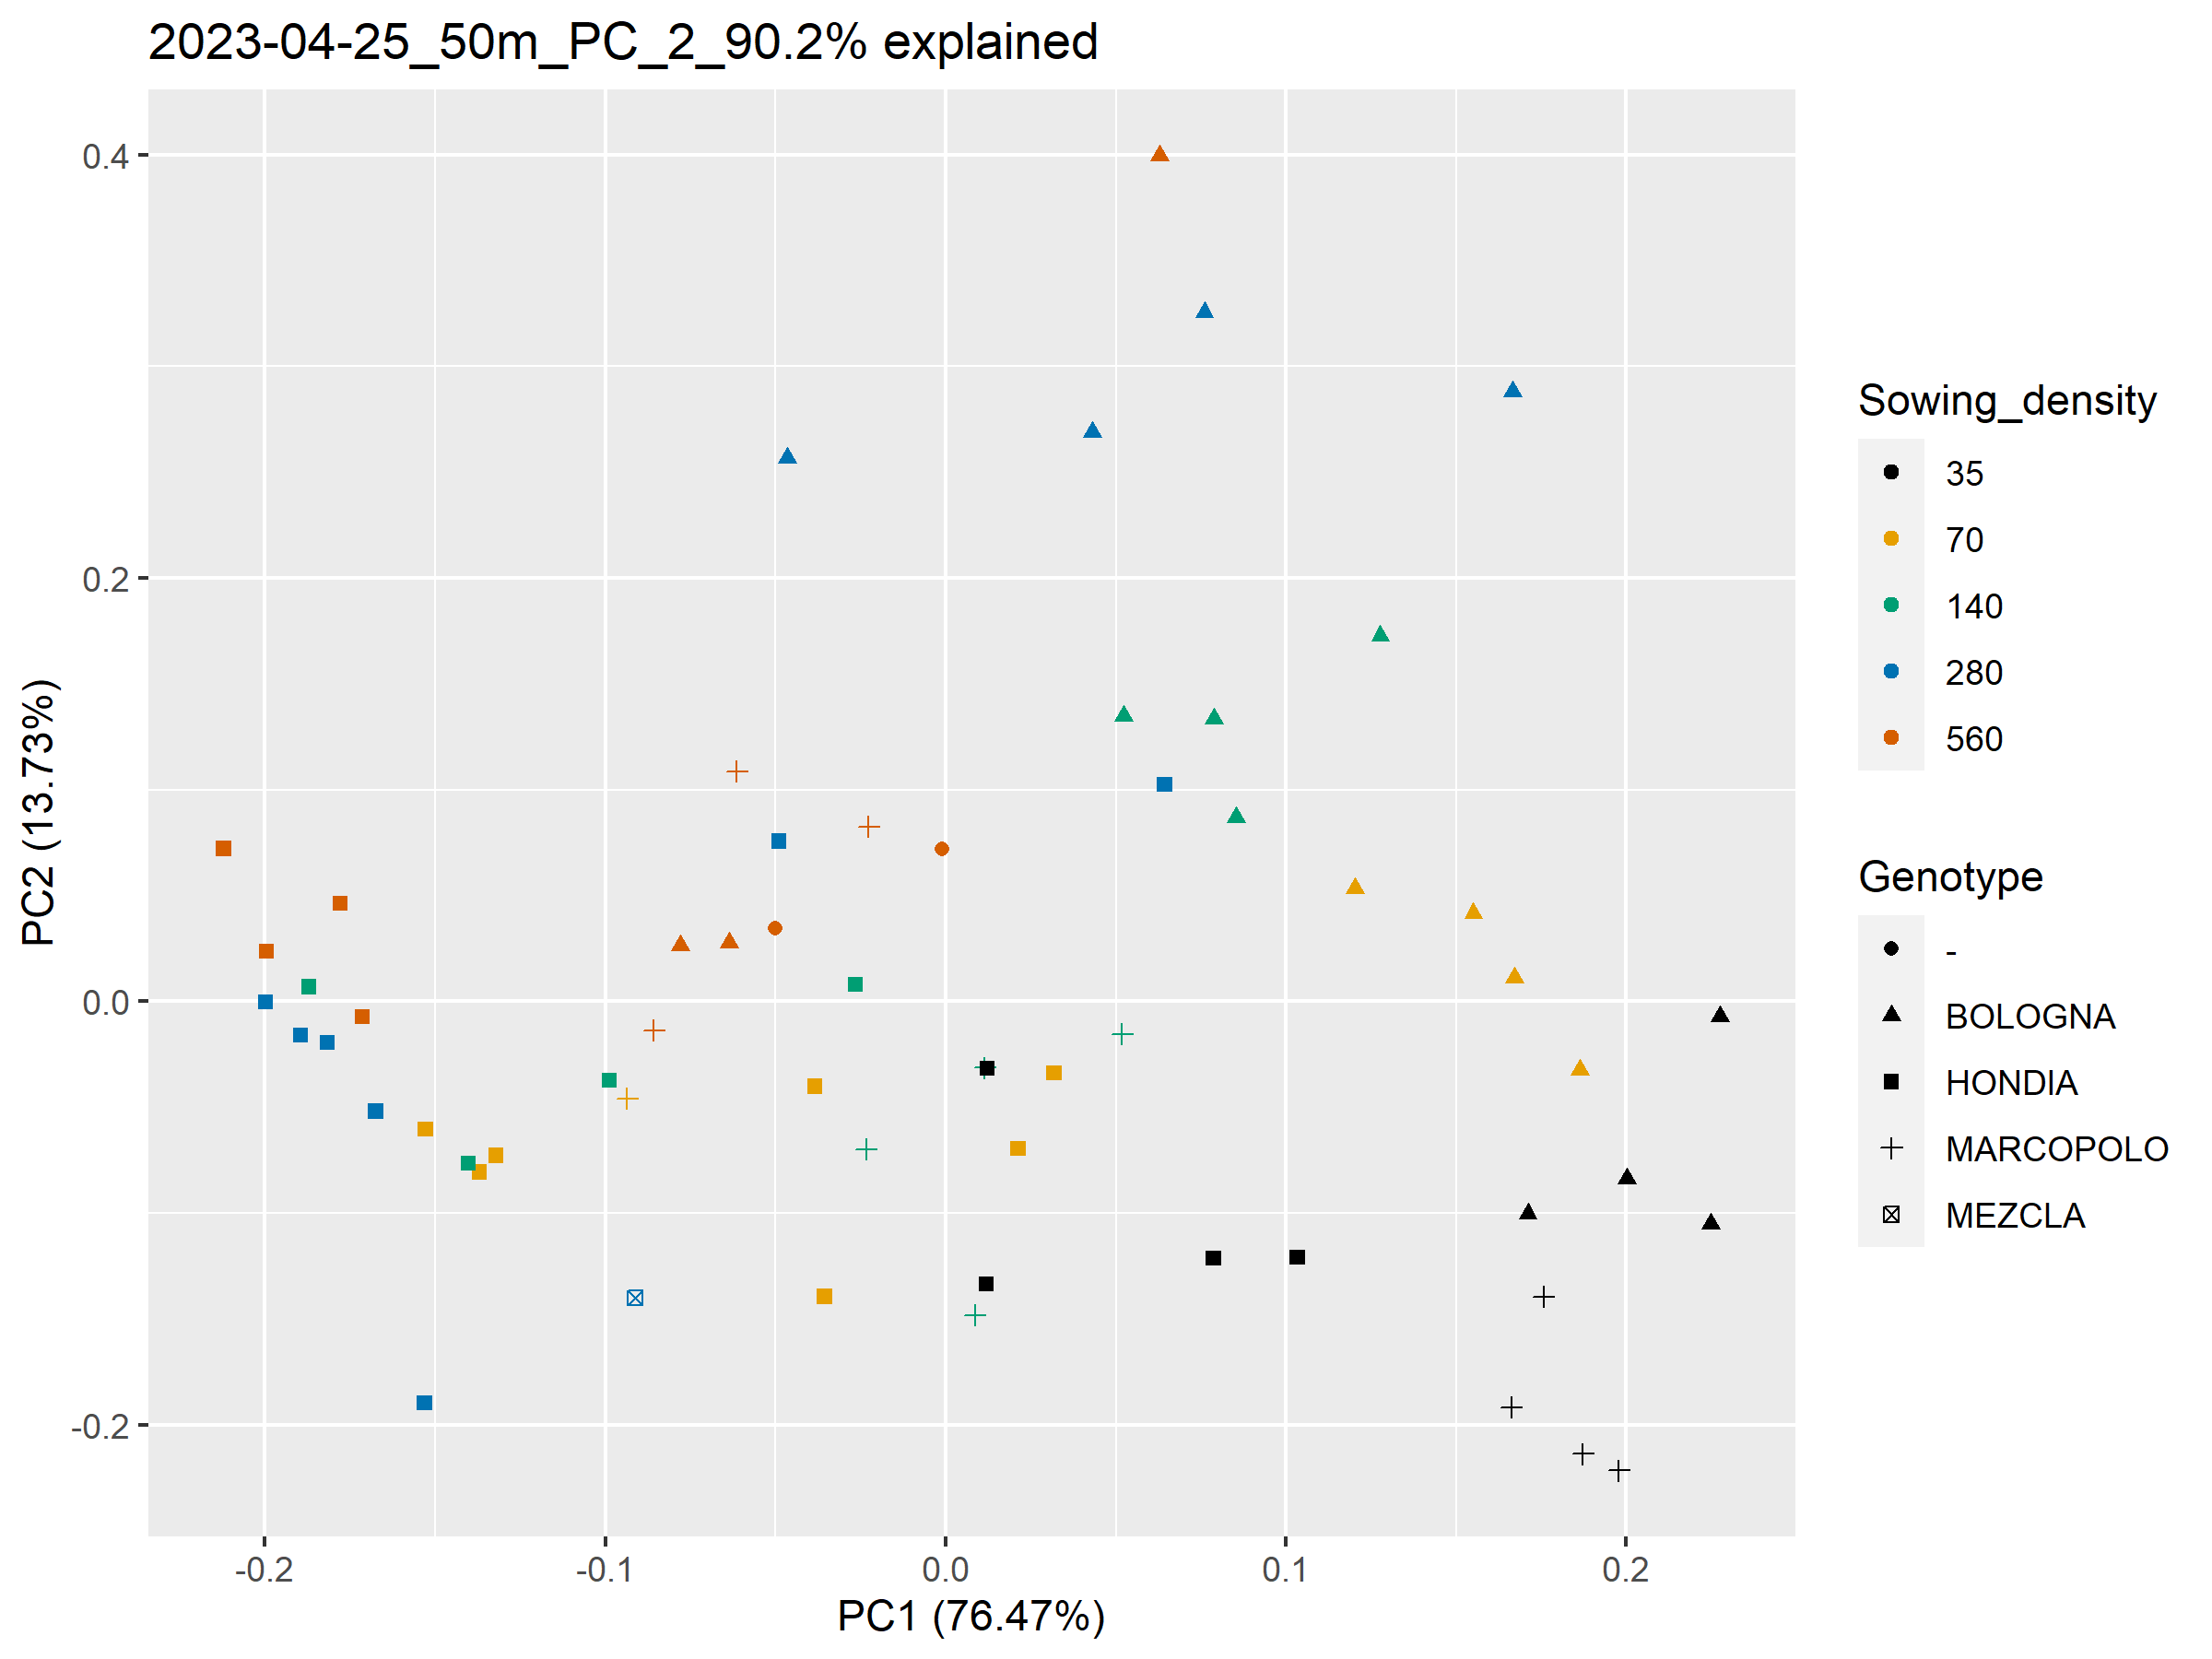 2023-04-25_50m_PC_2_90.2% explained
PC2 (13.73%)
0.4
0.2
0.0
-0.2
-0.2
-0.1
0.0
0.1
0.2
PC1 (76.47%)
Sowing_density
35
70
140
280
560
Genotype
-
BOLOGNA
HONDIA
MARCOPOLO
MEZCLA